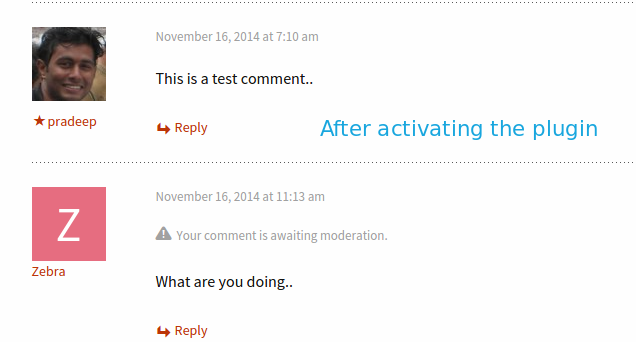 November 16, 2014 at 7:10 am
This is a test comment..
★ pradeep
Reply
After activating the plugin
November 16, 2014 at 11:13 am
Z
Your comment is awaiting moderation.
Zebra
What are you doing..
Reply